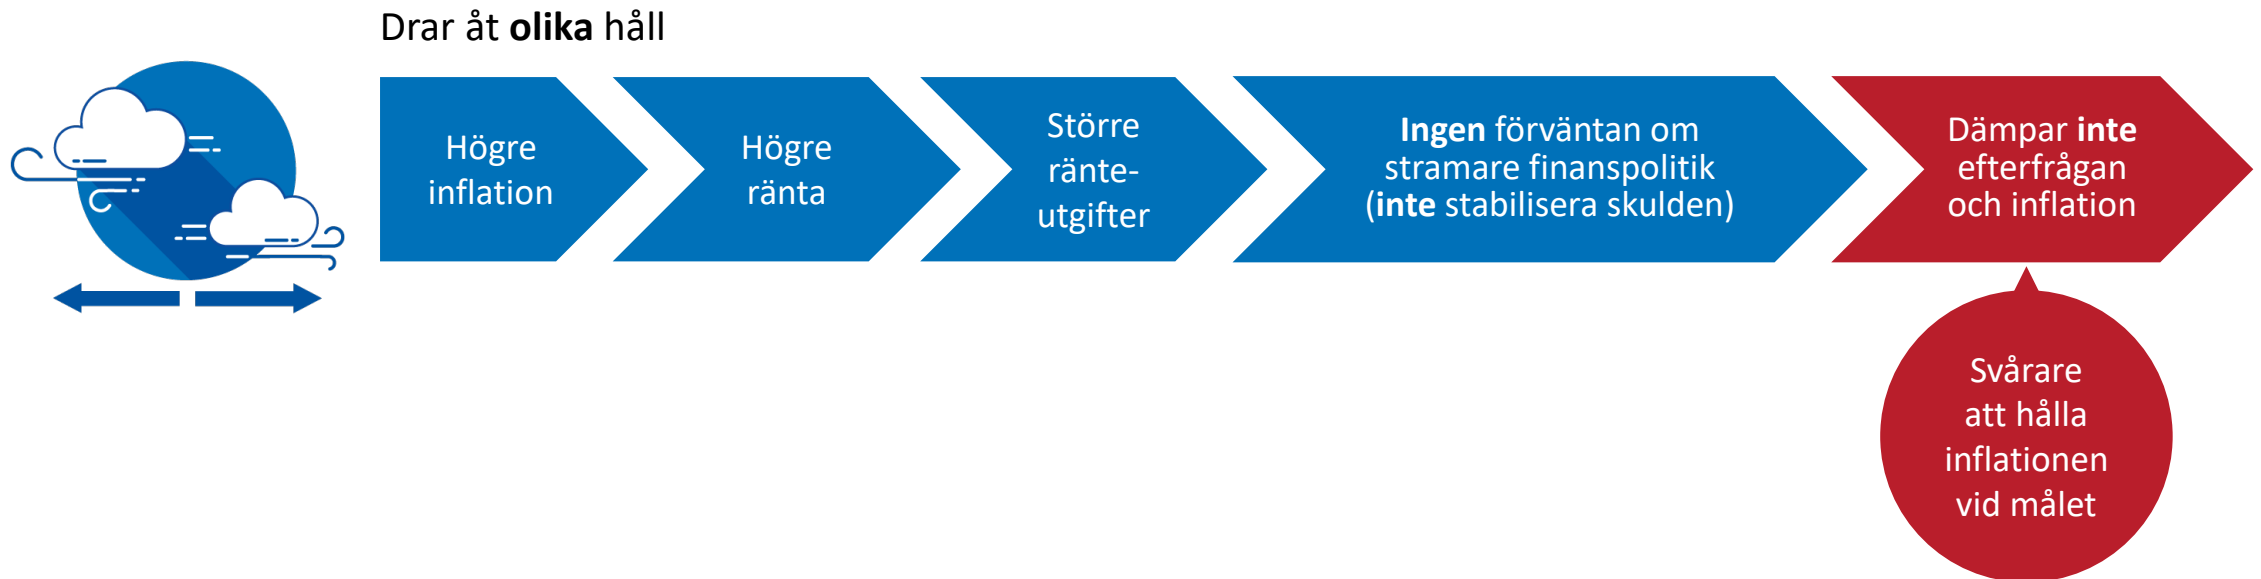 Drar åt olika håll
Högre
inflation
Högre
ränta
Större
ränte-
utgifter
Ingen förväntan om
stramare finanspolitik
(inte stabilisera skulden)
Dämpar inte
efterfrågan
och inflation
Svårare
att hålla
inflationen
vid målet